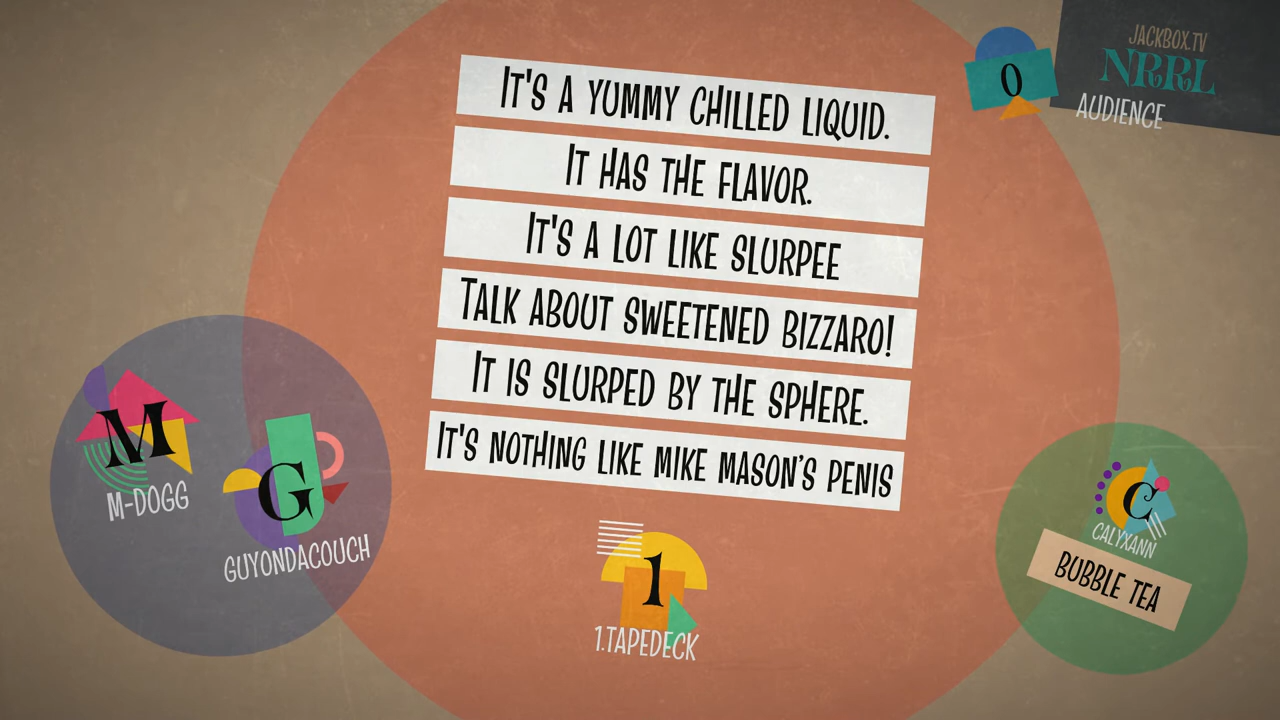 IT'S A YUMMY CHILLED LIQUID.
IT HAS THE FLAVOR.
IT'S A LOT LIKE SLURPEE
TALK ABOUT SWEETENED BIZZARO!
IT IS SLURPED BY THE SPHERE.
IT'S NOTHING LIKE MIKE MASON'S PENIS
0
AUDIENCE
JACKBOX.TV
NRRL
M
M-DOGG
G
GUYONDACOUCH
1
1.TAPEDECK
C
CALYXANN
BUBBLE TEA